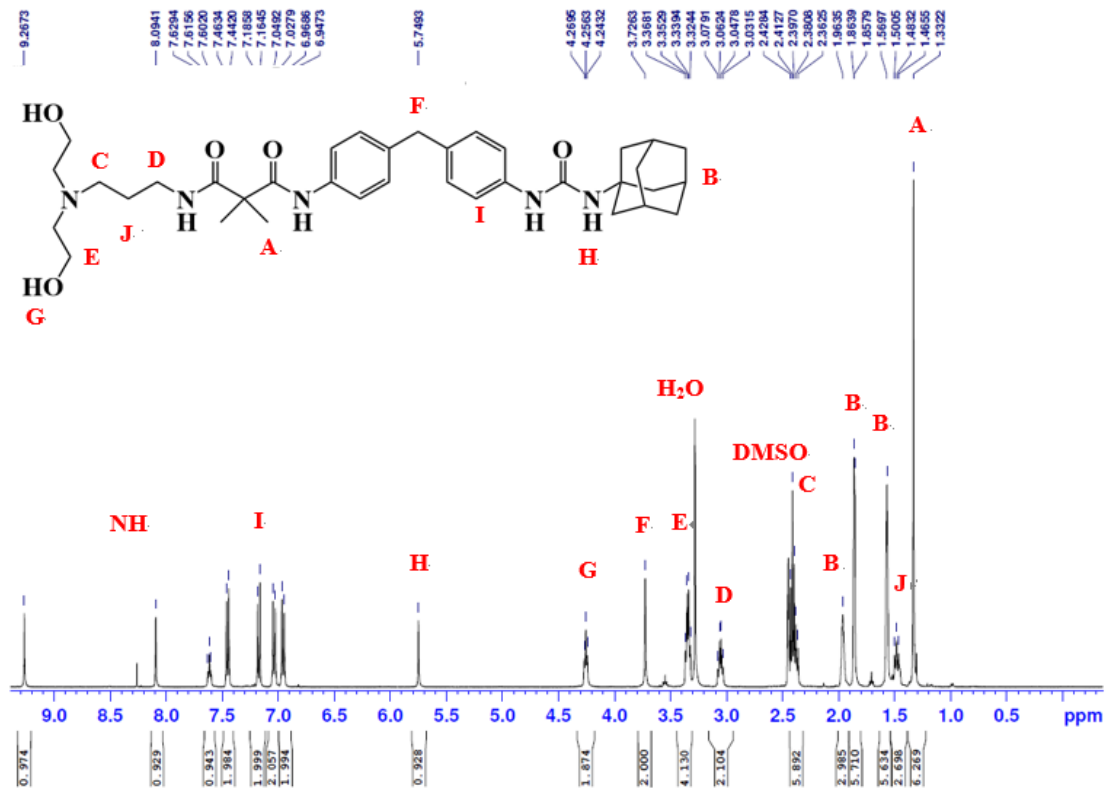 9.2673
8.0941
7.6294
7.6156
7.6020
7.4634
7.4420
7.1858
7.1645
7.0492
7.0279
6.9686
6.9473
5.7493
4.2695
4.2563
4.2432
3.7263
3.3681
3.3529
3.3394
3.3244
3.0791
3.0624
3.0478
3.0315
2.4284
2.4127
2.3970
2.3808
2.3625
1.9635
1.8639
1.8579
1.5697
1.5005
1.4832
1.4655
1.3322
HO
F
A
C D O O O
B
N N N N N
H H H H
J I
E A H
HO
G
H₂O
B
B
DMSO
C
NH I F E
H G B J
D
9.0 8.5 8.0 7.5 7.0 6.5 6.0 5.5 5.0 4.5 4.0 3.5 3.0 2.5 2.0 1.5 1.0 0.5 ppm
0.974
0.929
0.943
1.984
1.999
2.057
1.994
0.928
1.874
2.000
4.130
2.104
5.892
2.985
5.710
5.634
2.698
6.269